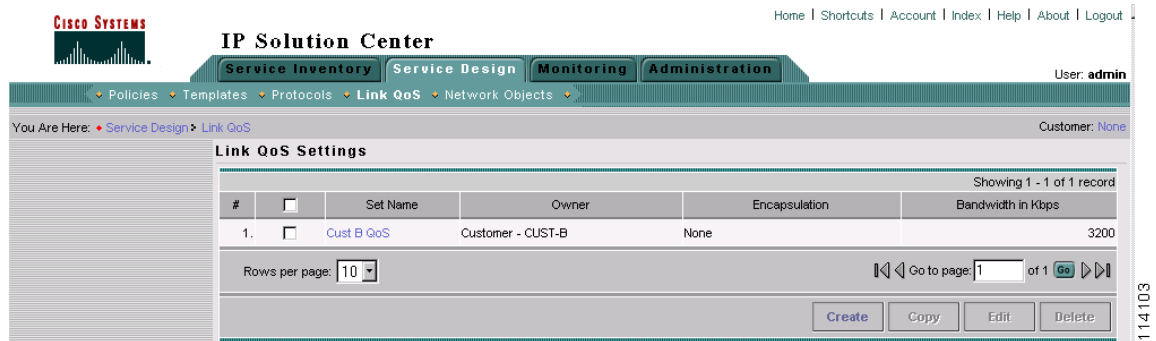 CISCO SYSTEMS
Home | Shortcuts | Account | Index | Help | About | Logout
IP Solution Center
Service Inventory Service Design Monitoring Administration
User: admin
Policies Templates Protocols Link QoS Network Objects
You Are Here: Service Design Link QoS
Customer: None
Link QoS Settings
Showing 1 - 1 of 1 record
# Set Name Owner Encapsulation Bandwidth in Kbps
1. Cust B QoS Customer - CUST-B None 3200
Rows per page: 10
Go to page: 1 of 1 Go
Create Copy Edit Delete
114103